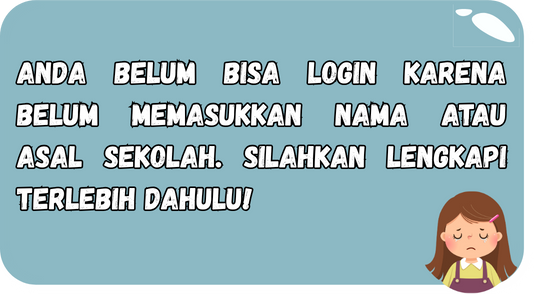 ANDA BELUM BISA LOGIN KARENA
BELUM MEMASUKKAN NAMA ATAU
ASAL SEKOLAH. SILAHKAN LENGKAPI
TERLEBIH DAHULU!